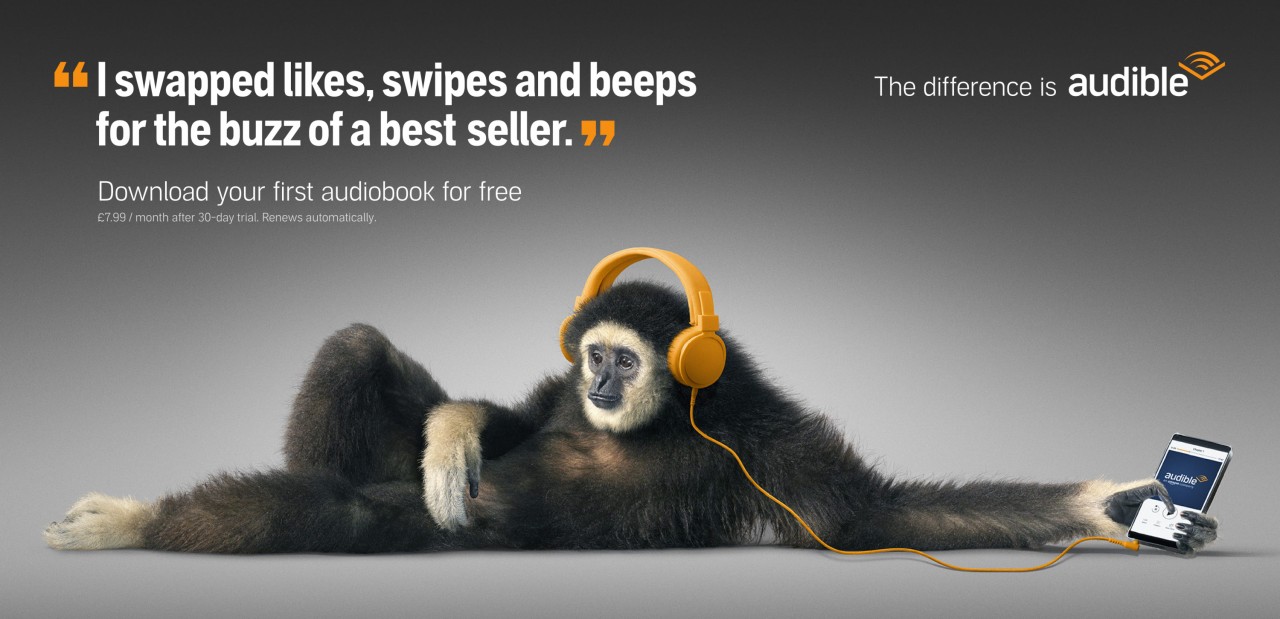 “ I swapped likes, swipes and beeps
for the buzz of a best seller. ”
Download your first audiobook for free
£7.99 / month after 30-day trial. Renews automatically.
The difference is audible
audible